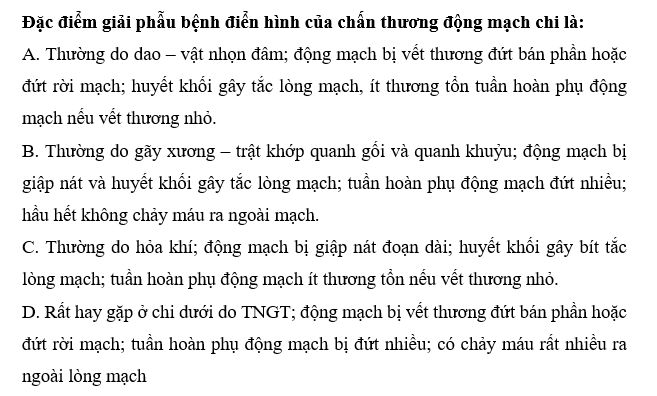 Đặc điểm giải phẫu bệnh điển hình của chấn thương động mạch chi là:
A. Thường do dao – vật nhọn đâm; động mạch bị vết thương đứt bán phần hoặc
đứt rời mạch; huyết khối gây tắc lòng mạch, ít thương tổn tuần hoàn phụ động
mạch nếu vết thương nhỏ.
B. Thường do gãy xương – trật khớp quanh gối và quanh khuỷu; động mạch bị
giập nát và huyết khối gây tắc lòng mạch; tuần hoàn phụ động mạch đứt nhiều;
hầu hết không chảy máu ra ngoài mạch.
C. Thường do hỏa khí; động mạch bị giập nát đoạn dài; huyết khối gây bít tắc
lòng mạch; tuần hoàn phụ động mạch ít thương tổn nếu vết thương nhỏ.
D. Rất hay gặp ở chi dưới do TNGT; động mạch bị vết thương đứt bán phần hoặc
đứt rời mạch; tuần hoàn phụ động mạch bị đứt nhiều; có chảy máu rất nhiều ra
ngoài lòng mạch